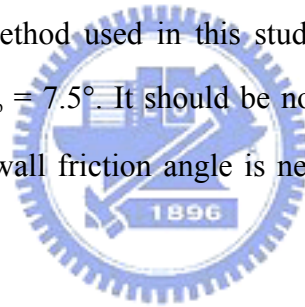 ethod used in this stud
= 7.5°. It should be no
wall friction angle is ne
1896